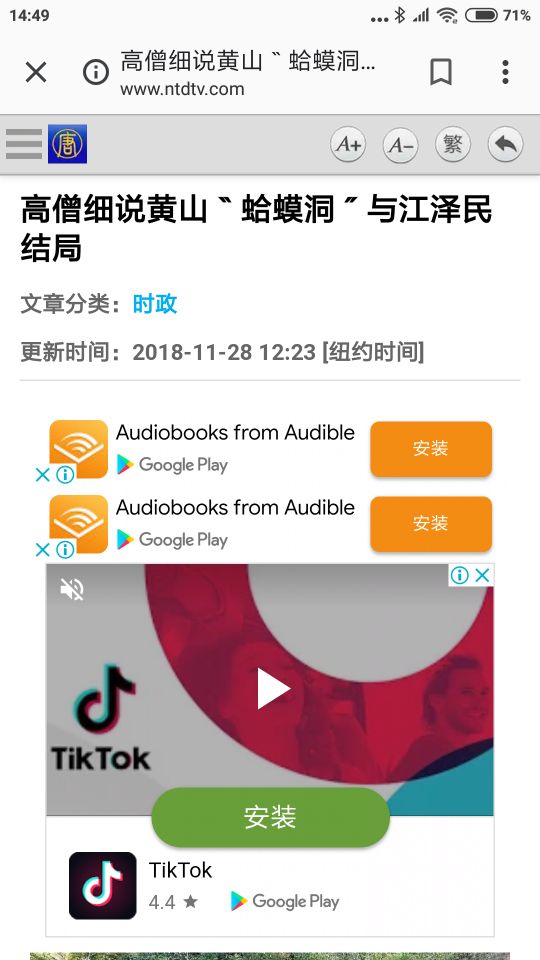 14:49
71%
高僧细说黄山〝蛤蟆洞...
www.ntdtv.com
唐
A+
A-
繁
高僧细说黄山〝蛤蟆洞〞与江泽民
结局
文章分类：时政
更新时间：2018-11-28 12:23 [纽约时间]
Audiobooks from Audible
安装
Google Play
Audiobooks from Audible
安装
Google Play
TikTok
安装
TikTok
4.4 ★
Google Play